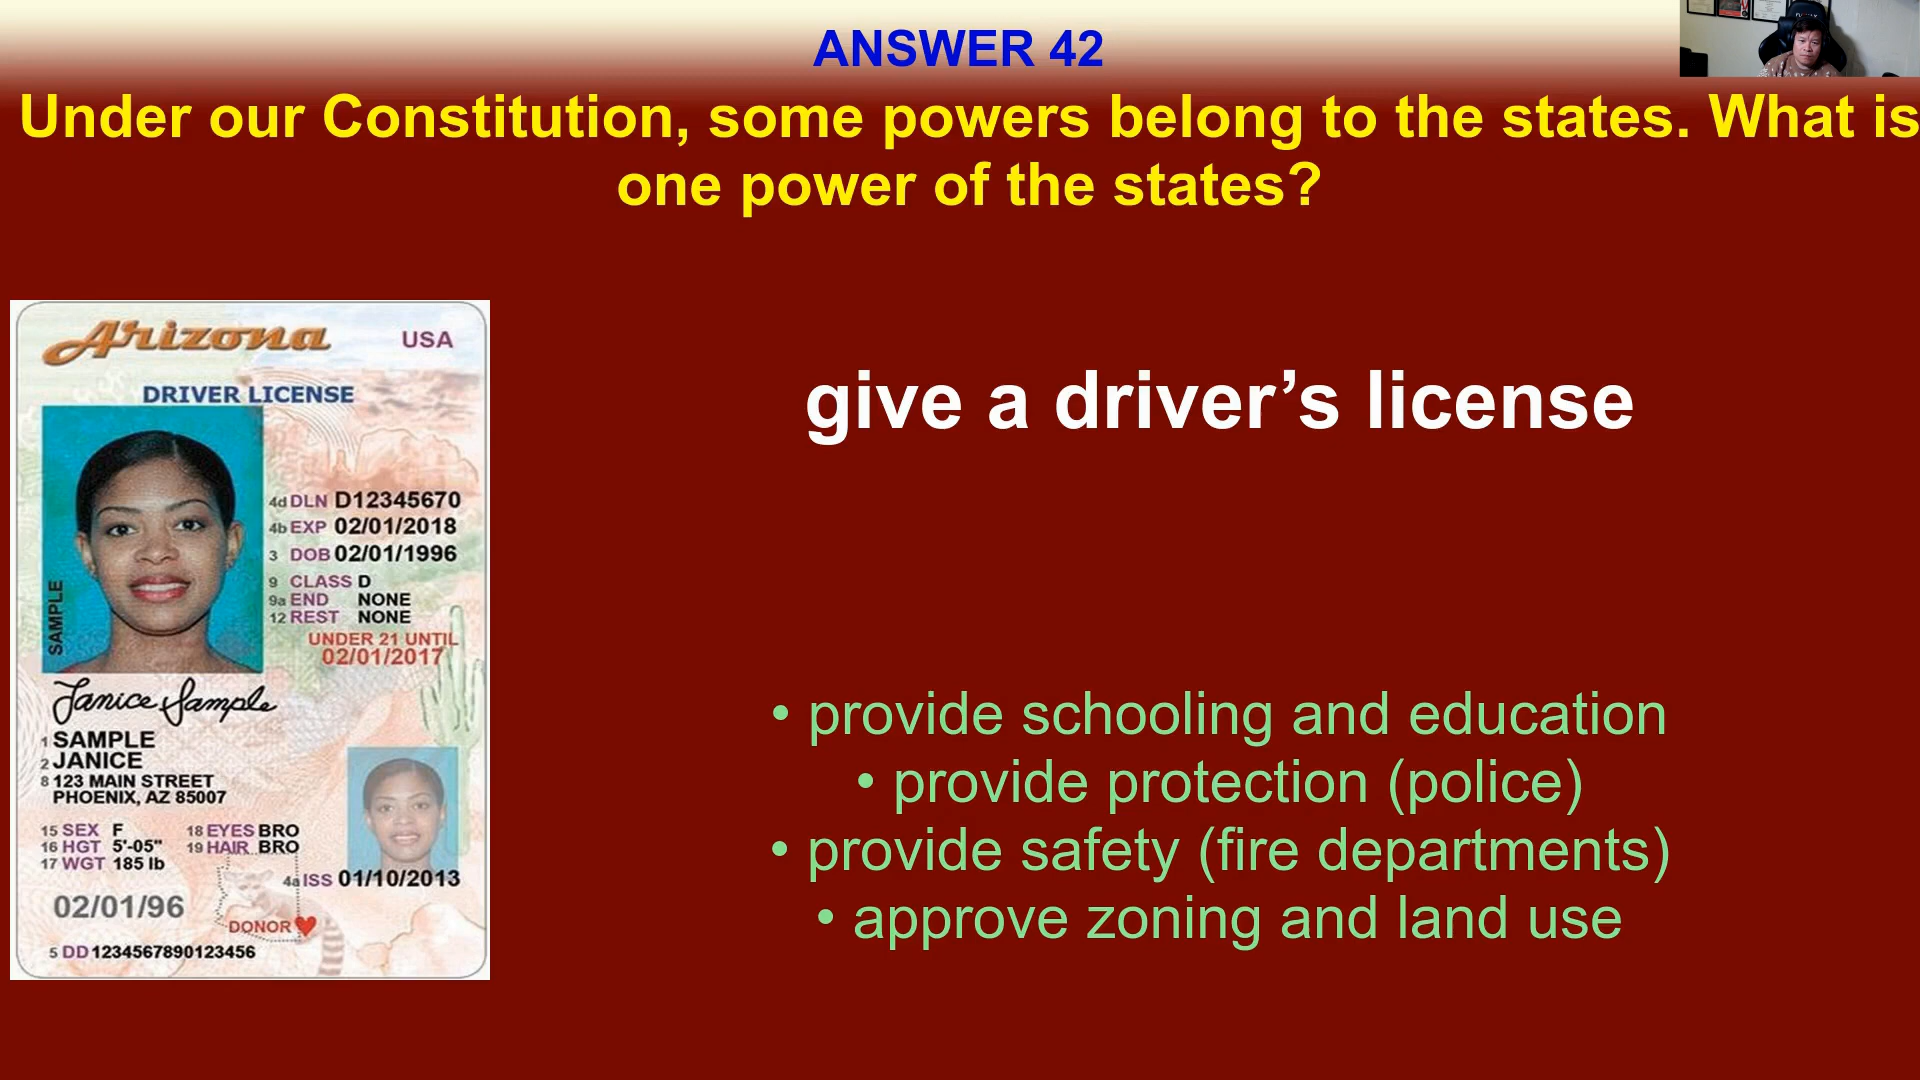 ANSWER 42
Under our Constitution, some powers belong to the states. What is
one power of the states?
Arizona
USA
DRIVER LICENSE
4d DLN D12345670
4b EXP 02/01/2018
3 DOB 02/01/1996
9 CLASS D
9a END NONE
12 REST NONE
UNDER 21 UNTIL
02/01/2017
SAMPLE
Janice Sample
1 SAMPLE
2 JANICE
8 123 MAIN STREET
PHOENIX, AZ 85007
15 SEX F 18 EYES BRO
16 HGT 5'-05" 19 HAIR BRO
17 WGT 185 lb
4a ISS 01/10/2013
02/01/96
DONOR
5 DD 1234567890123456
give a driver’s license
• provide schooling and education
• provide protection (police)
• provide safety (fire departments)
• approve zoning and land use